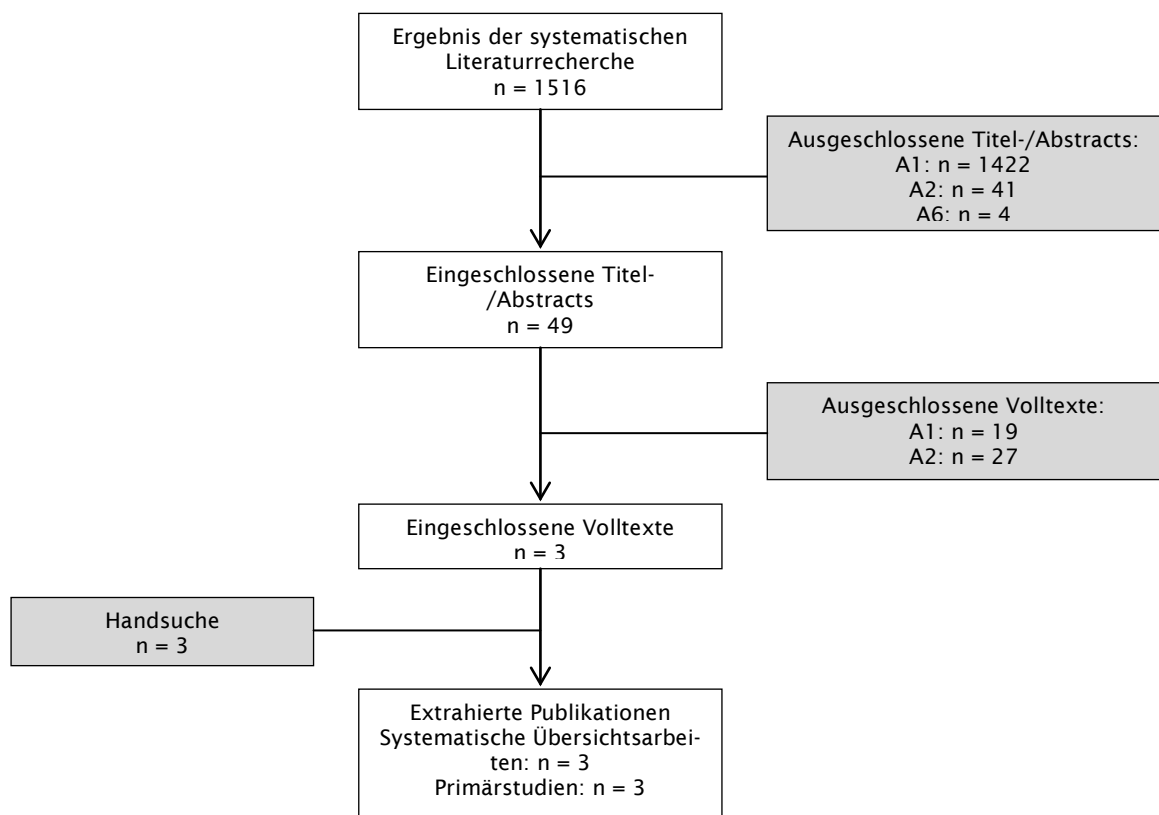 Ergebnis der systematischen
Literaturrecherche
n = 1516
Ausgeschlossene Titel-/Abstracts:
A1: n = 1422
A2: n = 41
A6: n = 4
Eingeschlossene Titel-
/Abstracts
n = 49
Ausgeschlossene Volltexte:
A1: n = 19
A2: n = 27
Eingeschlossene Volltexte
n = 3
Handsuche
n = 3
Extrahierte Publikationen
Systematische Übersichtsarbei-
ten: n = 3
Primärstudien: n = 3